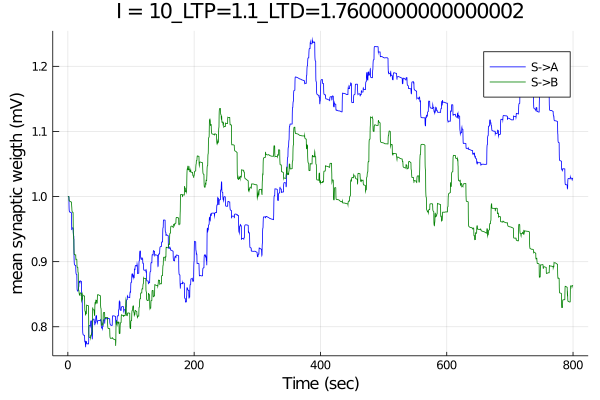 I = 10_LTP=1.1_LTD=1.7600000000000002
mean synaptic weigth (mV)
1.2
1.1
1.0
0.9
0.8
S->A
S->B
0
200
400
600
800
Time (sec)